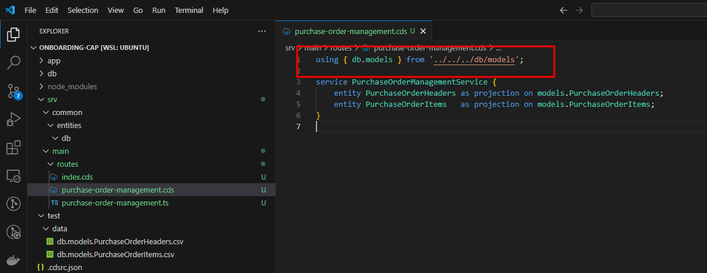 File Edit Selection View Go Run Terminal Help
EXPLORER
ONBOARDING-CAP [WSL: UBUNTU]
app
db
node_modules
srv
common
entities
db
main
routes
index.cds U
purchase-order-management.cds U
TS purchase-order-management.ts U
test
data
db.models.PurchaseOrderHeaders.csv
db.models.PurchaseOrderItems.csv
.cdsrc.json
purchase-order-management.cds U
srv > main > routes > purchase-order-management.cds > ...
1 using { db.models } from '../../../db/models';
2
3 service PurchaseOrderManagementService {
4 entity PurchaseOrderHeaders as projection on models.PurchaseOrderHeaders;
5 entity PurchaseOrderItems as projection on models.PurchaseOrderItems;
6 }
7